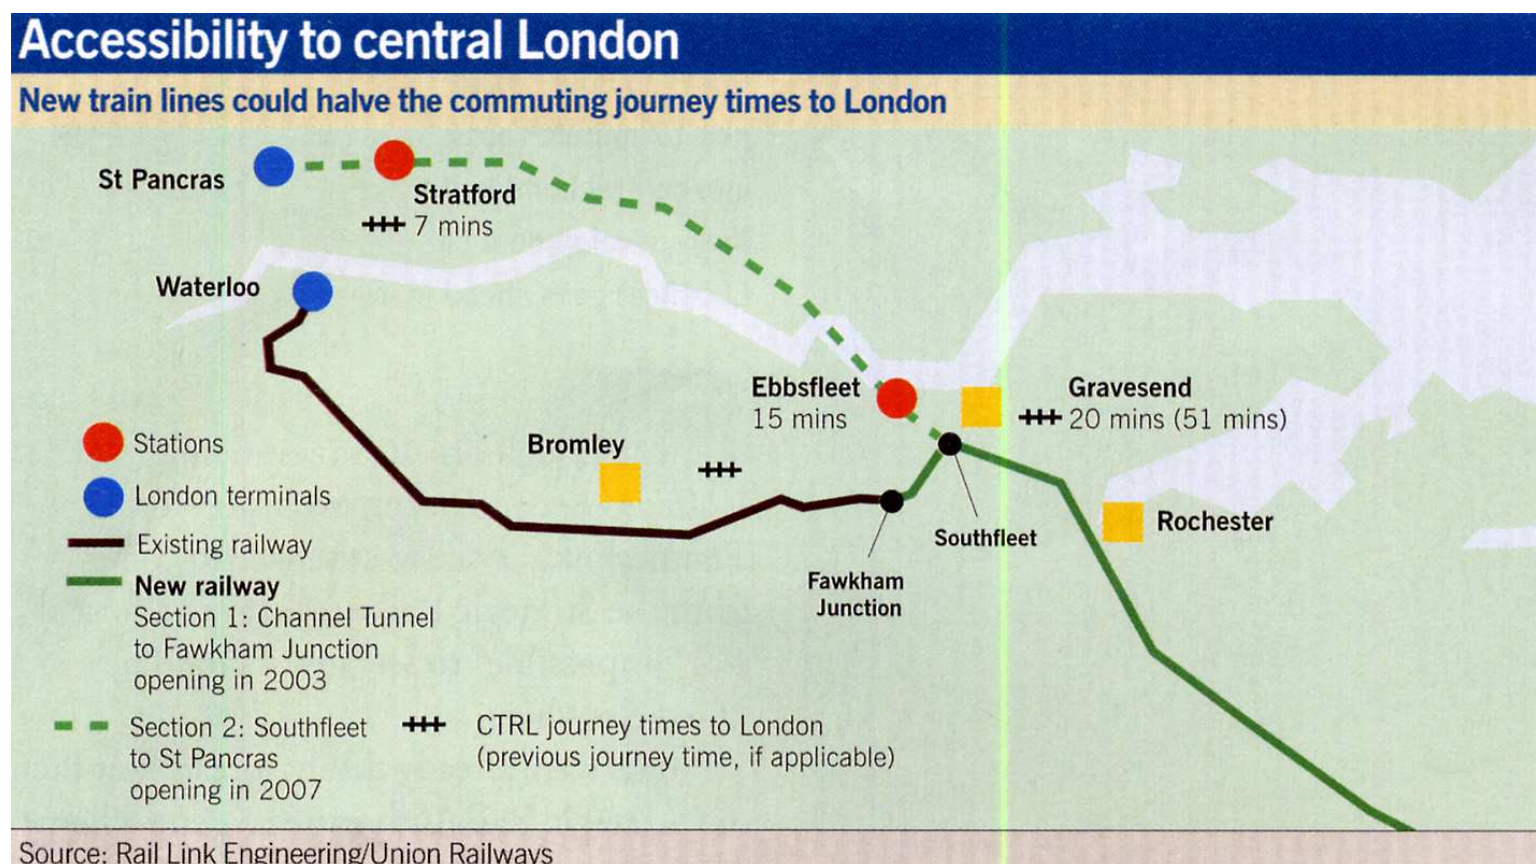 Accessibility to central London
New train lines could halve the commuting journey times to London
St Pancras
Stratford
7 mins
Waterloo
Ebbsfleet
15 mins
Gravesend
20 mins (51 mins)
Bromley
Rochester
Southfleet
Fawkham
Junction
Stations
London terminals
Existing railway
New railway
Section 1: Channel Tunnel
to Fawkham Junction
opening in 2003
Section 2: Southfleet
to St Pancras
opening in 2007
CTRL journey times to London
(previous journey time, if applicable)
Source: Rail Link Engineering/Union Railways